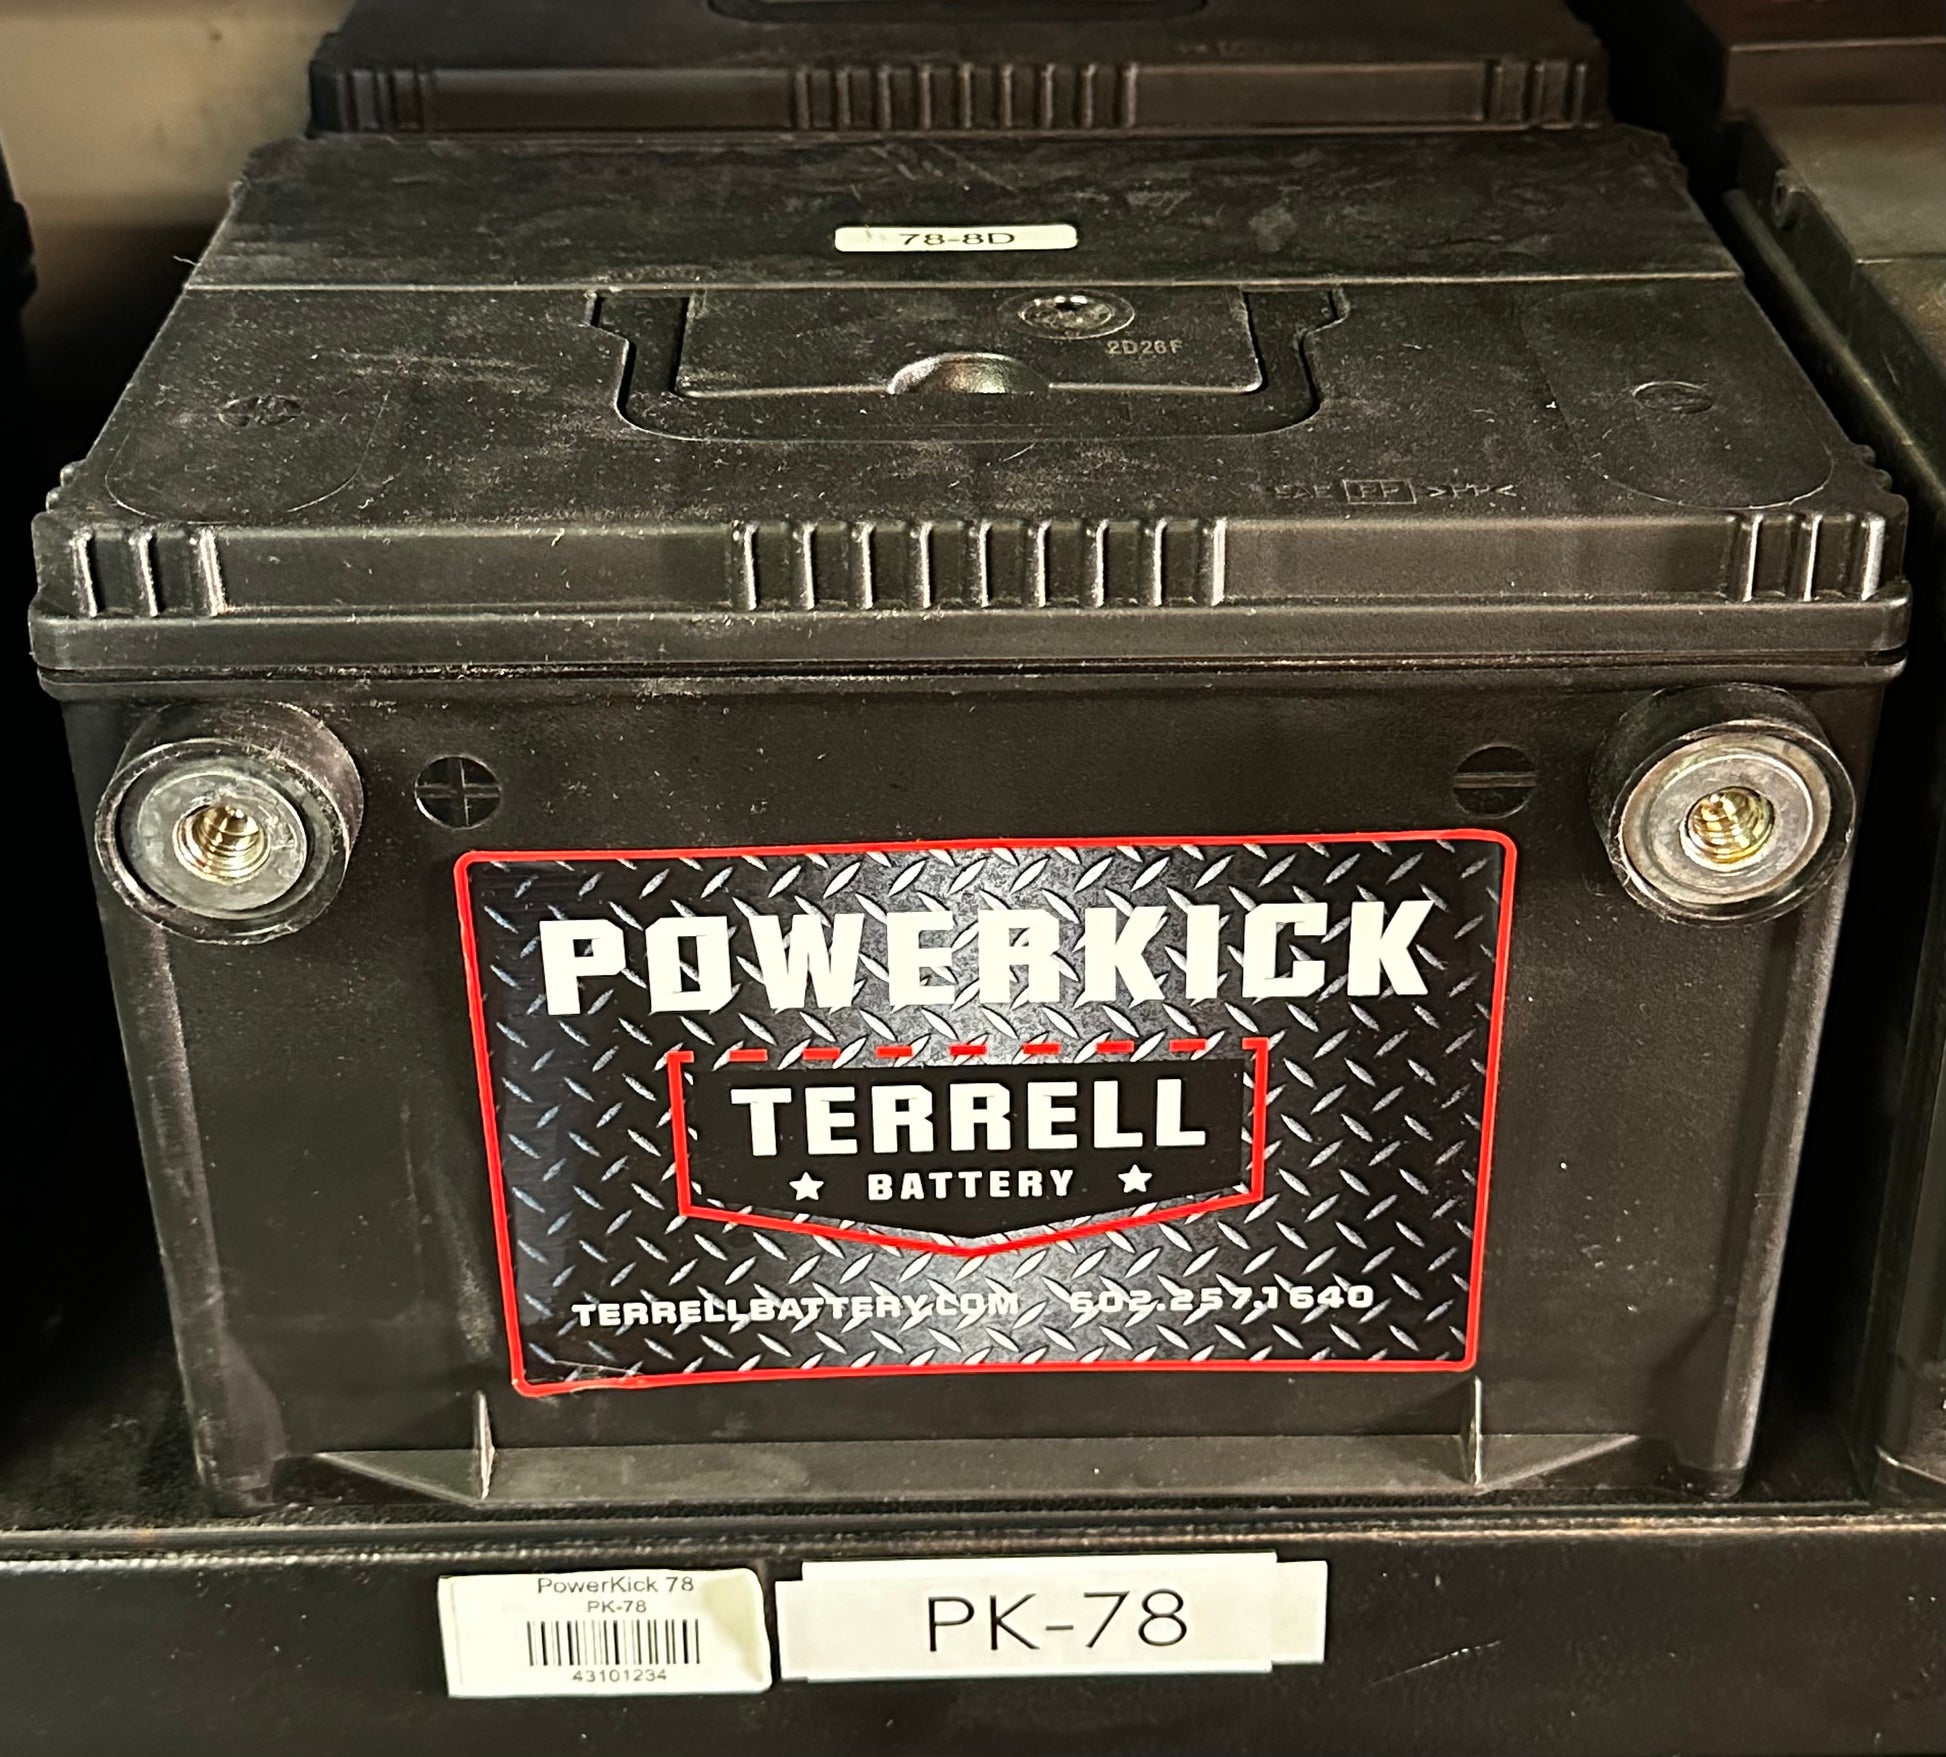 78-8D
2D26F
POWERKICK
TERRELL
BATTERY
TERRELLBATTERY.COM 602.257.1640
PowerKick 78
PK-78
43101234
PK-78